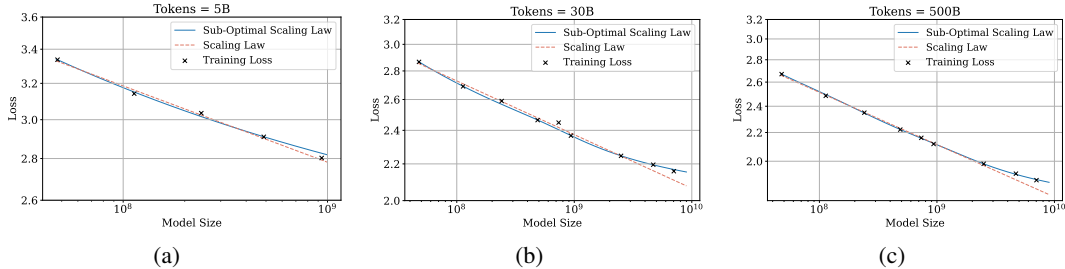 Tokens = 5B
3.6
3.4
3.2
3.0
2.8
2.6
Loss
Sub-Optimal Scaling Law
Scaling Law
Training Loss
10^8
10^9
Model Size
(a)
Tokens = 30B
3.2
3.0
2.8
2.6
2.4
2.2
2.0
Loss
Sub-Optimal Scaling Law
Scaling Law
Training Loss
10^8
10^9
10^10
Model Size
(b)
Tokens = 500B
3.2
3.0
2.8
2.6
2.4
2.2
2.0
Loss
Sub-Optimal Scaling Law
Scaling Law
Training Loss
10^8
10^9
10^10
Model Size
(c)